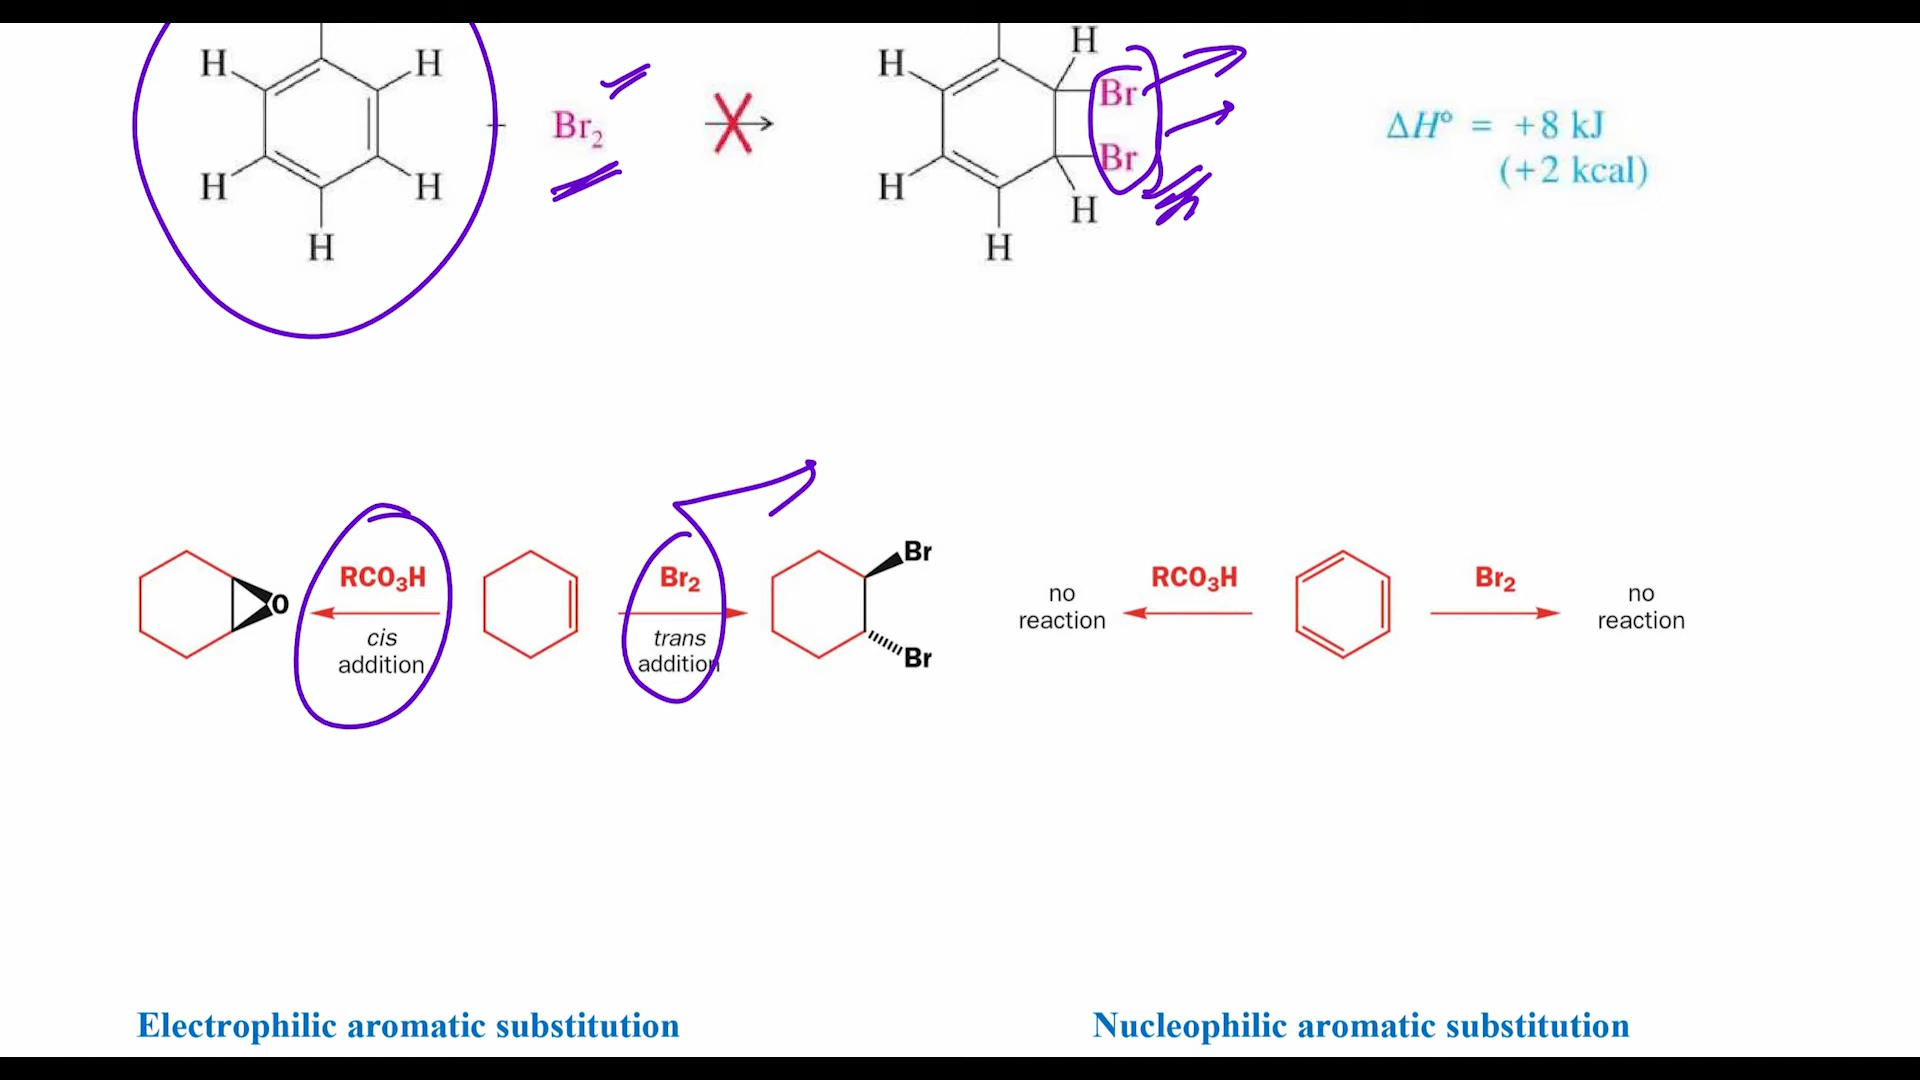 H H H H H
+ Br₂
H H H Br Br H H
ΔH° = +8 kJ
(+2 kcal)
O RCO₃H
cis
addition
Br₂
trans
addition
Br
Br
no
reaction
RCO₃H
Br₂
no
reaction
Electrophilic aromatic substitution
Nucleophilic aromatic substitution